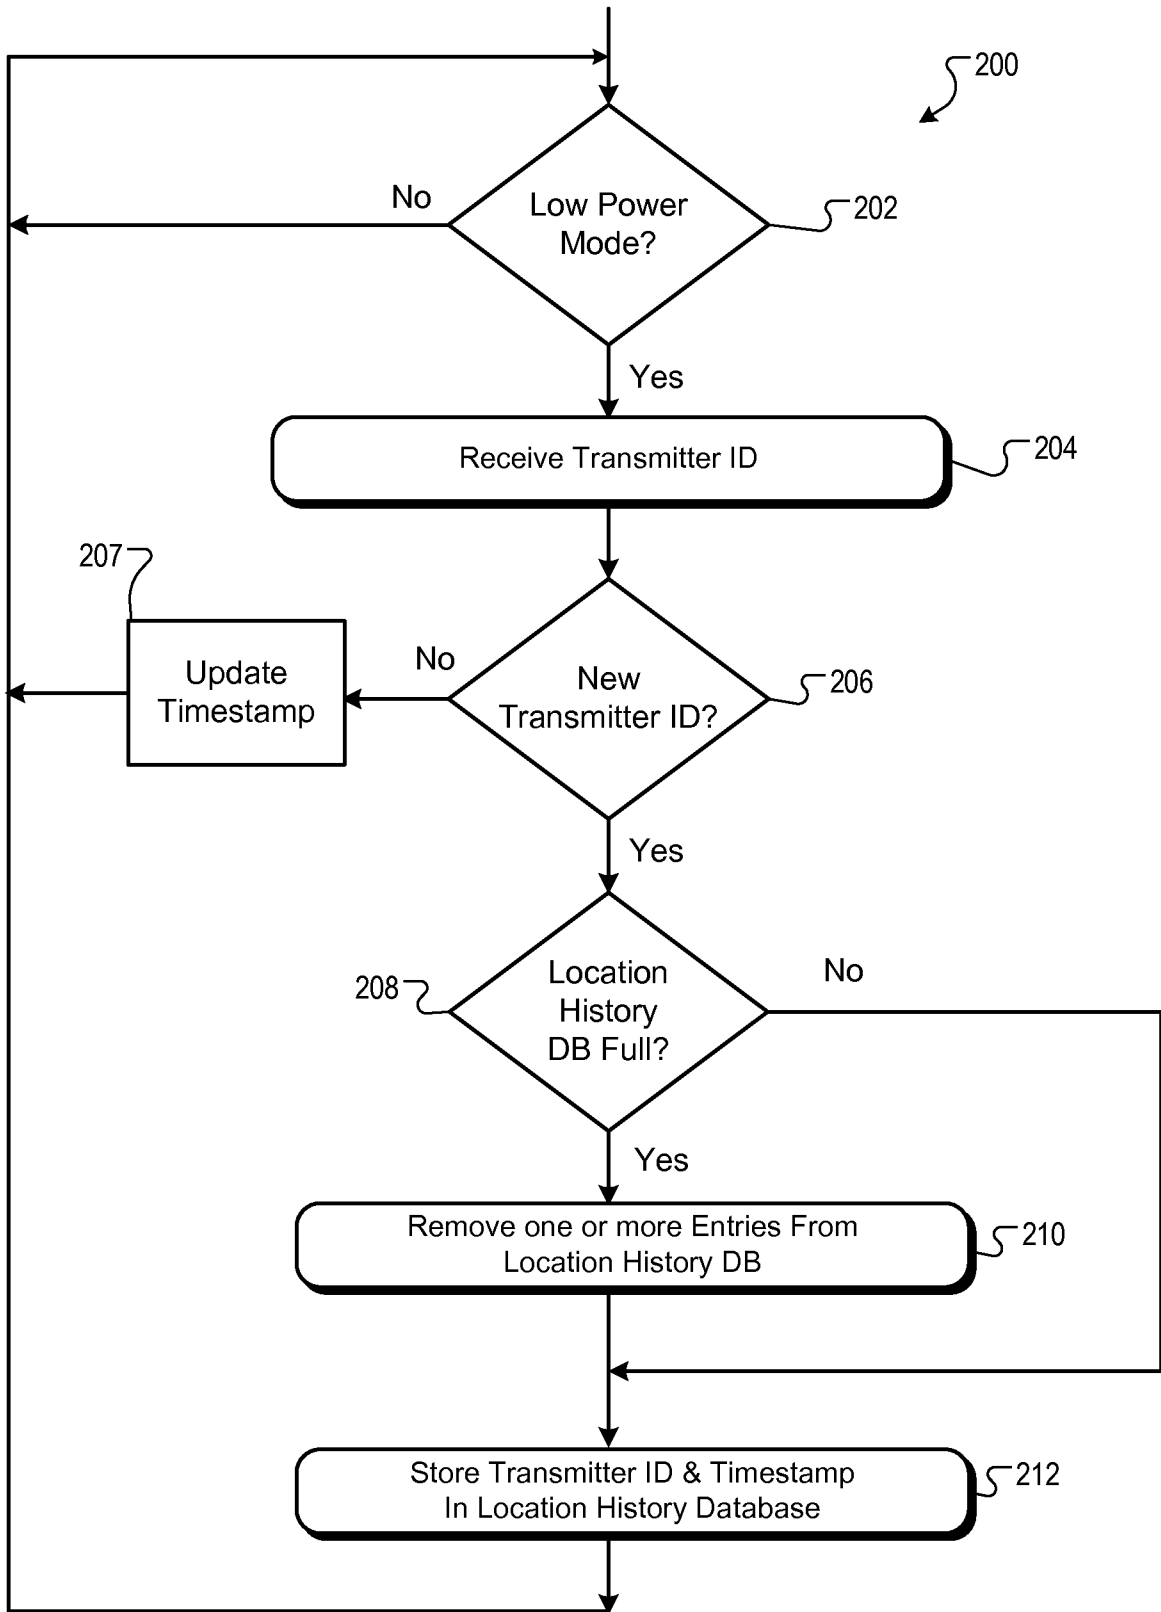 200
No
Low Power
Mode?
202
Yes
Receive Transmitter ID
204
207
Update
Timestamp
No
New
Transmitter ID?
206
Yes
208
Location
History
DB Full?
No
Yes
Remove one or more Entries From
Location History DB
210
Store Transmitter ID & Timestamp
In Location History Database
212